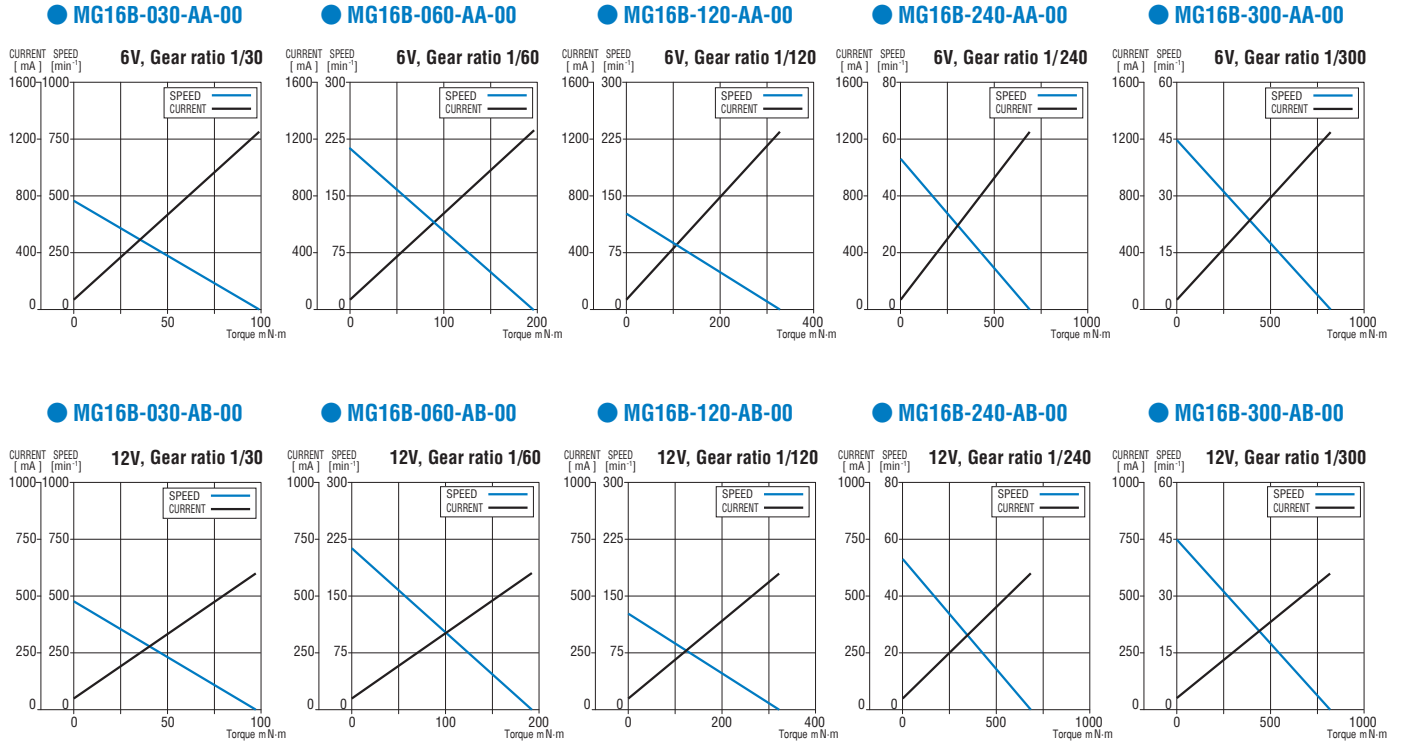 MG16B-030-AA-00
CURRENT SPEED
[ mA ] [min-1]
6V, Gear ratio 1/30
1600 1000
SPEED
CURRENT
1200 750
800 500
400 250
0 0
0 50 100
Torque mN·m
MG16B-060-AA-00
CURRENT SPEED
[ mA ] [min-1]
6V, Gear ratio 1/60
1600 300
SPEED
CURRENT
1200 225
800 150
400 75
0 0
0 100 200
Torque mN·m
MG16B-120-AA-00
CURRENT SPEED
[ mA ] [min-1]
6V, Gear ratio 1/120
1600 300
SPEED
CURRENT
1200 225
800 150
400 75
0 0
0 200 400
Torque mN·m
MG16B-240-AA-00
CURRENT SPEED
[ mA ] [min-1]
6V, Gear ratio 1/240
1600 80
SPEED
CURRENT
1200 60
800 40
400 20
0 0
0 500 1000
Torque mN·m
MG16B-300-AA-00
CURRENT SPEED
[ mA ] [min-1]
6V, Gear ratio 1/300
1600 60
SPEED
CURRENT
1200 45
800 30
400 15
0 0
0 500 1000
Torque mN·m
MG16B-030-AB-00
CURRENT SPEED
[ mA ] [min-1]
12V, Gear ratio 1/30
1000 1000
SPEED
CURRENT
750 750
500 500
250 250
0 0
0 50 100
Torque mN·m
MG16B-060-AB-00
CURRENT SPEED
[ mA ] [min-1]
12V, Gear ratio 1/60
1000 300
SPEED
CURRENT
750 225
500 150
250 75
0 0
0 100 200
Torque mN·m
MG16B-120-AB-00
CURRENT SPEED
[ mA ] [min-1]
12V, Gear ratio 1/120
1000 300
SPEED
CURRENT
750 225
500 150
250 75
0 0
0 200 400
Torque mN·m
MG16B-240-AB-00
CURRENT SPEED
[ mA ] [min-1]
12V, Gear ratio 1/240
1000 80
SPEED
CURRENT
750 60
500 40
250 20
0 0
0 500 1000
Torque mN·m
MG16B-300-AB-00
CURRENT SPEED
[ mA ] [min-1]
12V, Gear ratio 1/300
1000 60
SPEED
CURRENT
750 45
500 30
250 15
0 0
0 500 1000
Torque mN·m